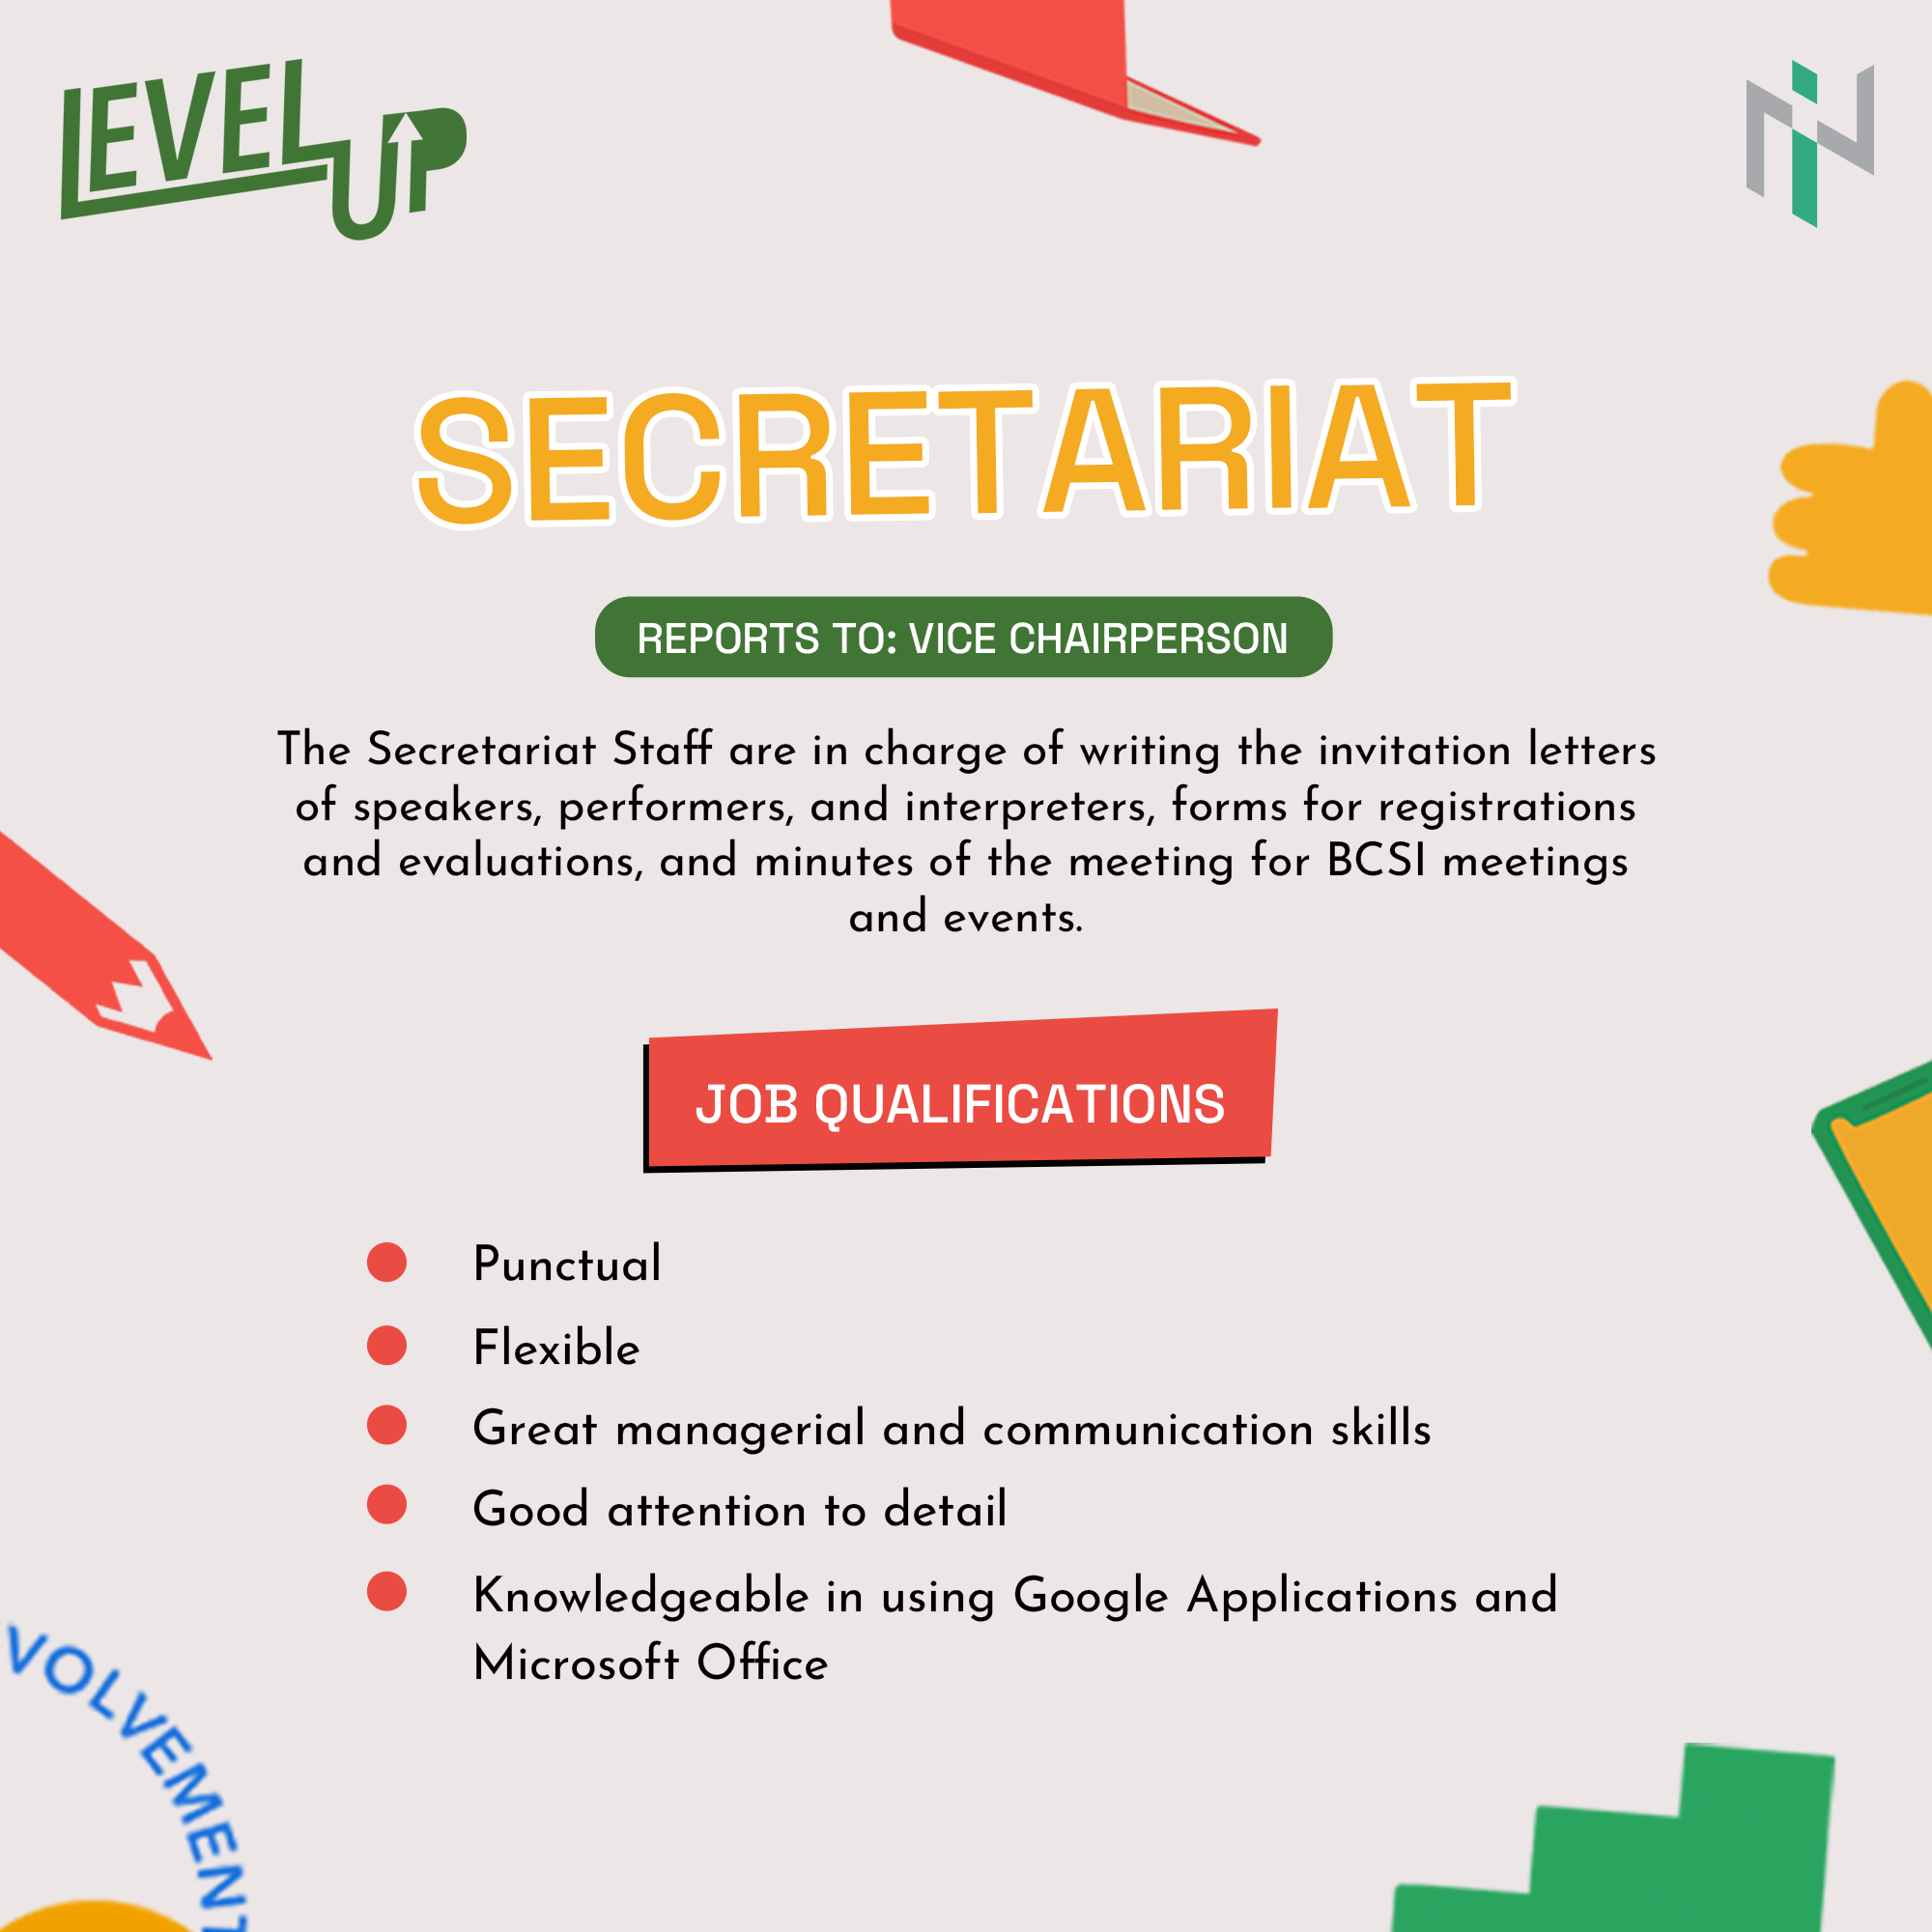 LEVEL
UP
SECRETARIAT
REPORTS TO: VICE CHAIRPERSON
The Secretariat Staff are in charge of writing the invitation letters
of speakers, performers, and interpreters, forms for registrations
and evaluations, and minutes of the meeting for BCSI meetings
and events.
JOB QUALIFICATIONS
Punctual
Flexible
Great managerial and communication skills
Good attention to detail
Knowledgeable in using Google Applications and
Microsoft Office
VOLVEMENT